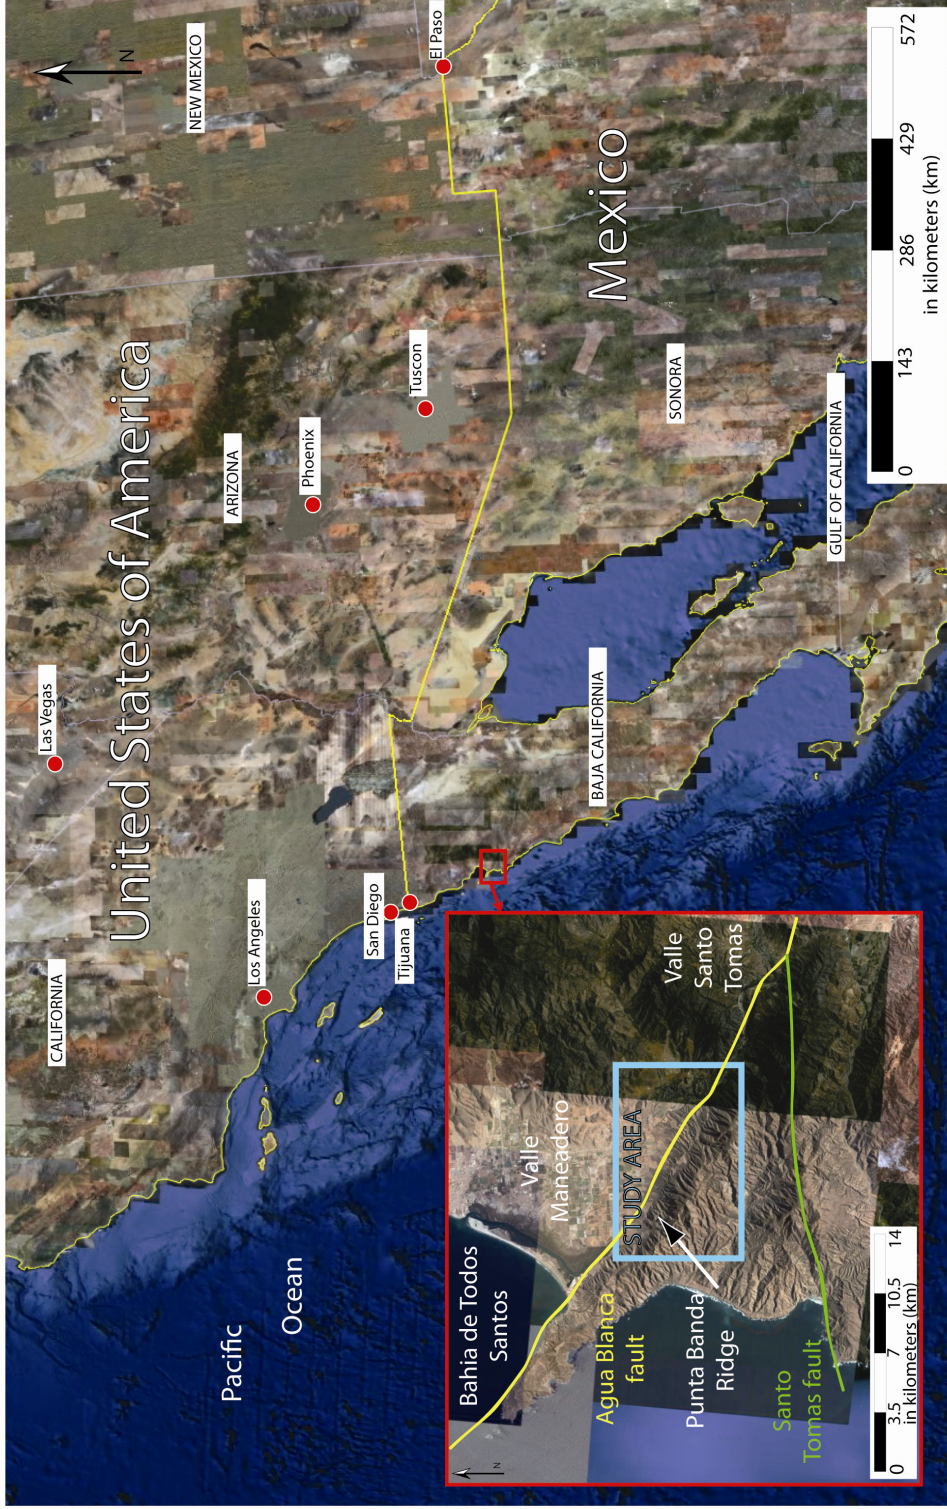 CALIFORNIA
Las Vegas
United States of America
NEW MEXICO
N
ARIZONA
Phoenix
Los Angeles
Tuscon
El Paso
San Diego
Tijuana
Pacific
Ocean
Mexico
SONORA
BAJA CALIFORNIA
GULF OF CALIFORNIA
0
143
286
429
572
in kilometers (km)
N
Bahia de Todos
Santos
Valle
Maneadero
STUDY AREA
Valle
Santo
Tomas
Agua Blanca
fault
Punta Banda
Ridge
Santo
Tomas fault
0
3.5
7
10.5
14
in kilometers (km)